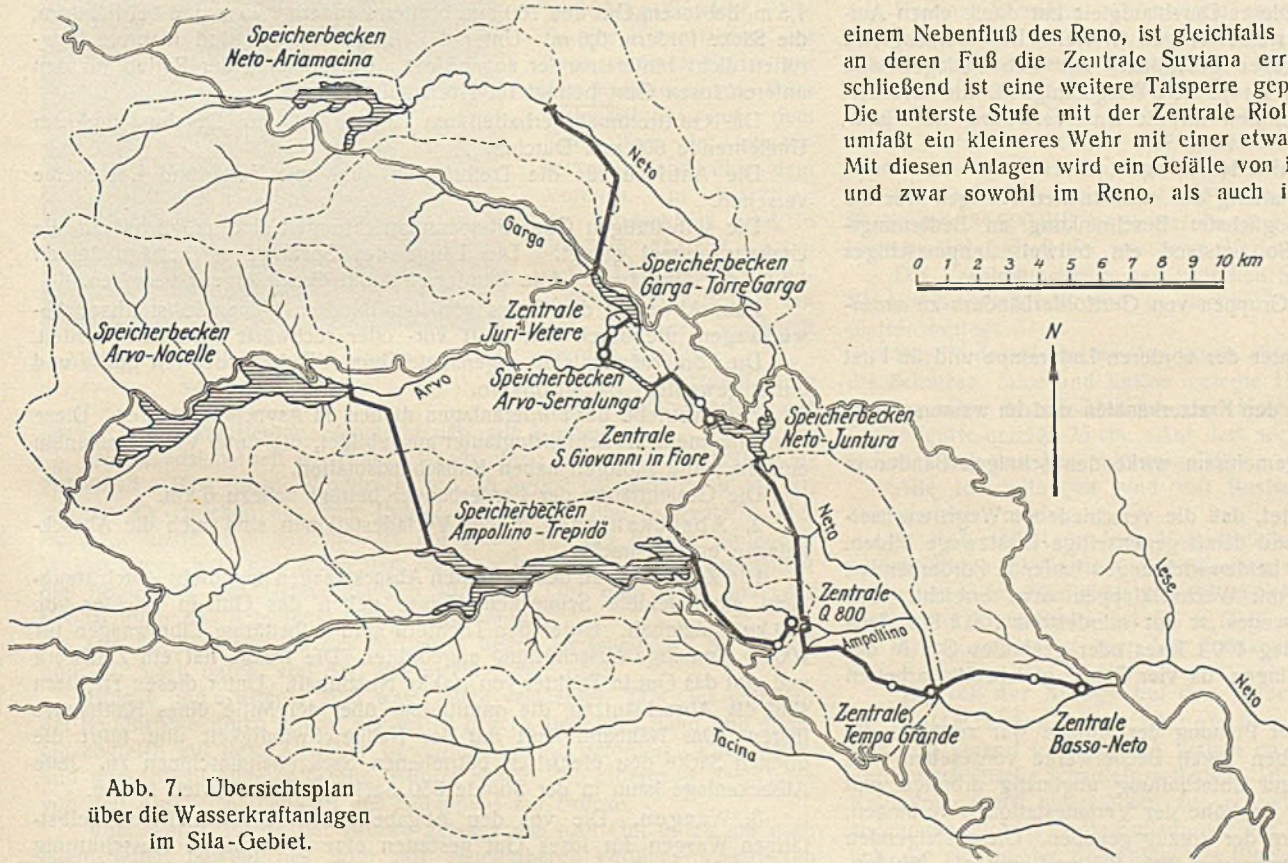 einem Nebenfluß des Reno, ist gleichfalls
an deren Fuß die Zentrale Suviana err
schließend ist eine weitere Talsperre gep
Die unterste Stufe mit der Zentrale Riol
umfaßt ein kleineres Wehr mit einer etwa
Mit diesen Anlagen wird ein Gefälle von
und zwar sowohl im Reno, als auch i
Speicherbecken
Neto-Ariamacina
Neto
Garga
0 1 2 3 4 5 6 7 8 9 10 km
Speicherbecken
Garga-Torre Garga
Zentrale
Juri-Vetere
N
Speicherbecken
Arvo-Nocelle
Arvo
Speicherbecken
Arvo-Serralunga
Speicherbecken
Neto-Juntura
Zentrale
S. Giovanni in Fiore
Neto
Speicherbecken
Ampollino-Trepidò
Lese
Zentrale
Q 800
Ampollino
Neto
Zentrale
Tempa Grande
Zentrale
Basso-Neto
Tacina
Abb. 7. Übersichtsplan
über die Wasserkraftanlagen
im Sila-Gebiet.